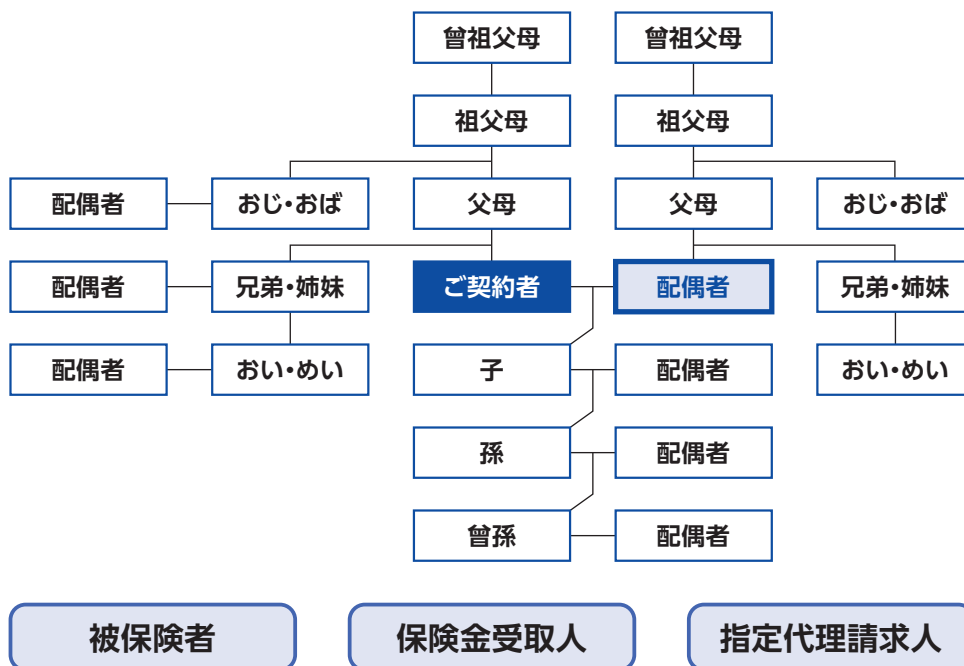 曾祖父母 曾祖父母
祖父母 祖父母
配偶者 おじ・おば 父母 父母 おじ・おば
配偶者 兄弟・姉妹 ご契約者 配偶者 兄弟・姉妹
配偶者 おい・めい 子 配偶者 おい・めい
孫 配偶者
曾孫 配偶者
被保険者 保険金受取人 指定代理請求人